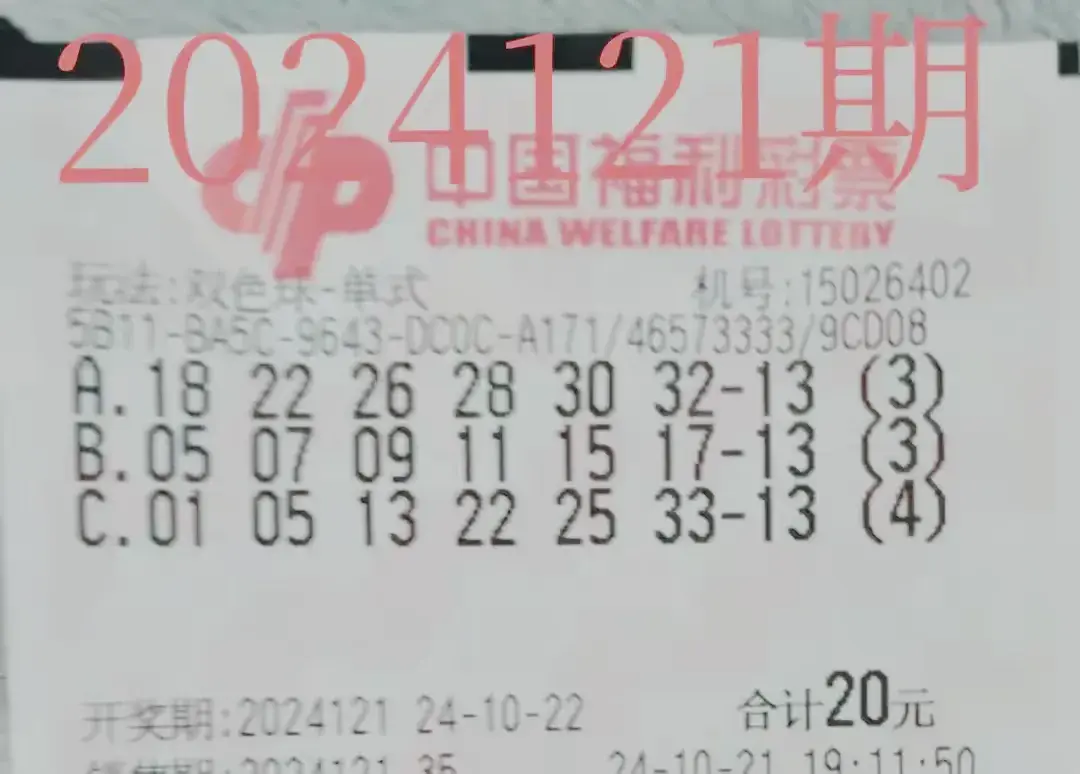 2024121期
中国福利彩票
CHINA WELFARE LOTTERY
玩法:双色球-单式 机号:15026402
5B11-BA5C-9643-DC0C-A171/46573333/9CD08
A.18 22 26 28 30 32-13 (3)
B.05 07 09 11 15 17-13 (3)
C.01 05 13 22 25 33-13 (4)
开奖期:2024121 24-10-22 合计20元
销售期:2024121 35 24-10-21 19:11:50